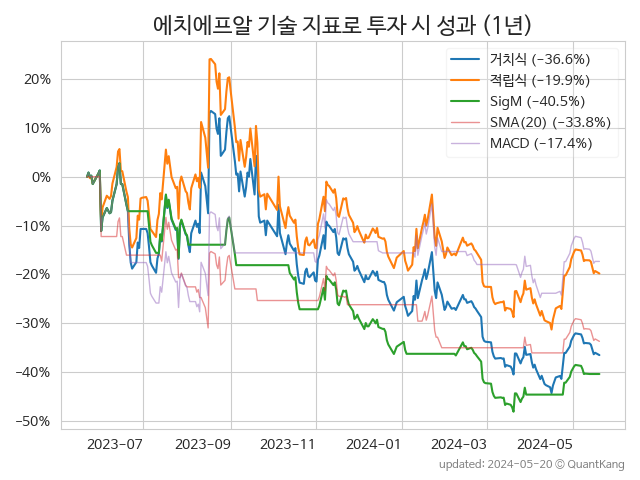 에치에프알 기술 지표로 투자 시 성과 (1년)
거치식 (−36.6%)
적립식 (−19.9%)
SigM (−40.5%)
SMA(20) (−33.8%)
MACD (−17.4%)
20%
10%
0%
−10%
−20%
−30%
−40%
−50%
2023-07
2023-09
2023-11
2024-01
2024-03
2024-05
updated: 2024-05-20 © QuantKang